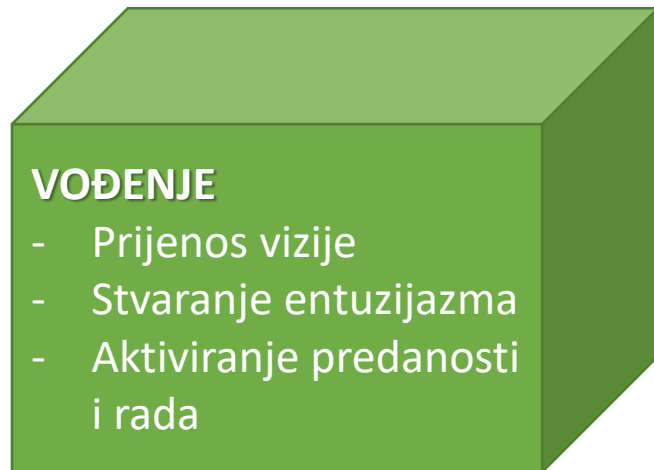 VOĐENJE
- Prijenos vizije
- Stvaranje entuzijazma
- Aktiviranje predanosti
i rada